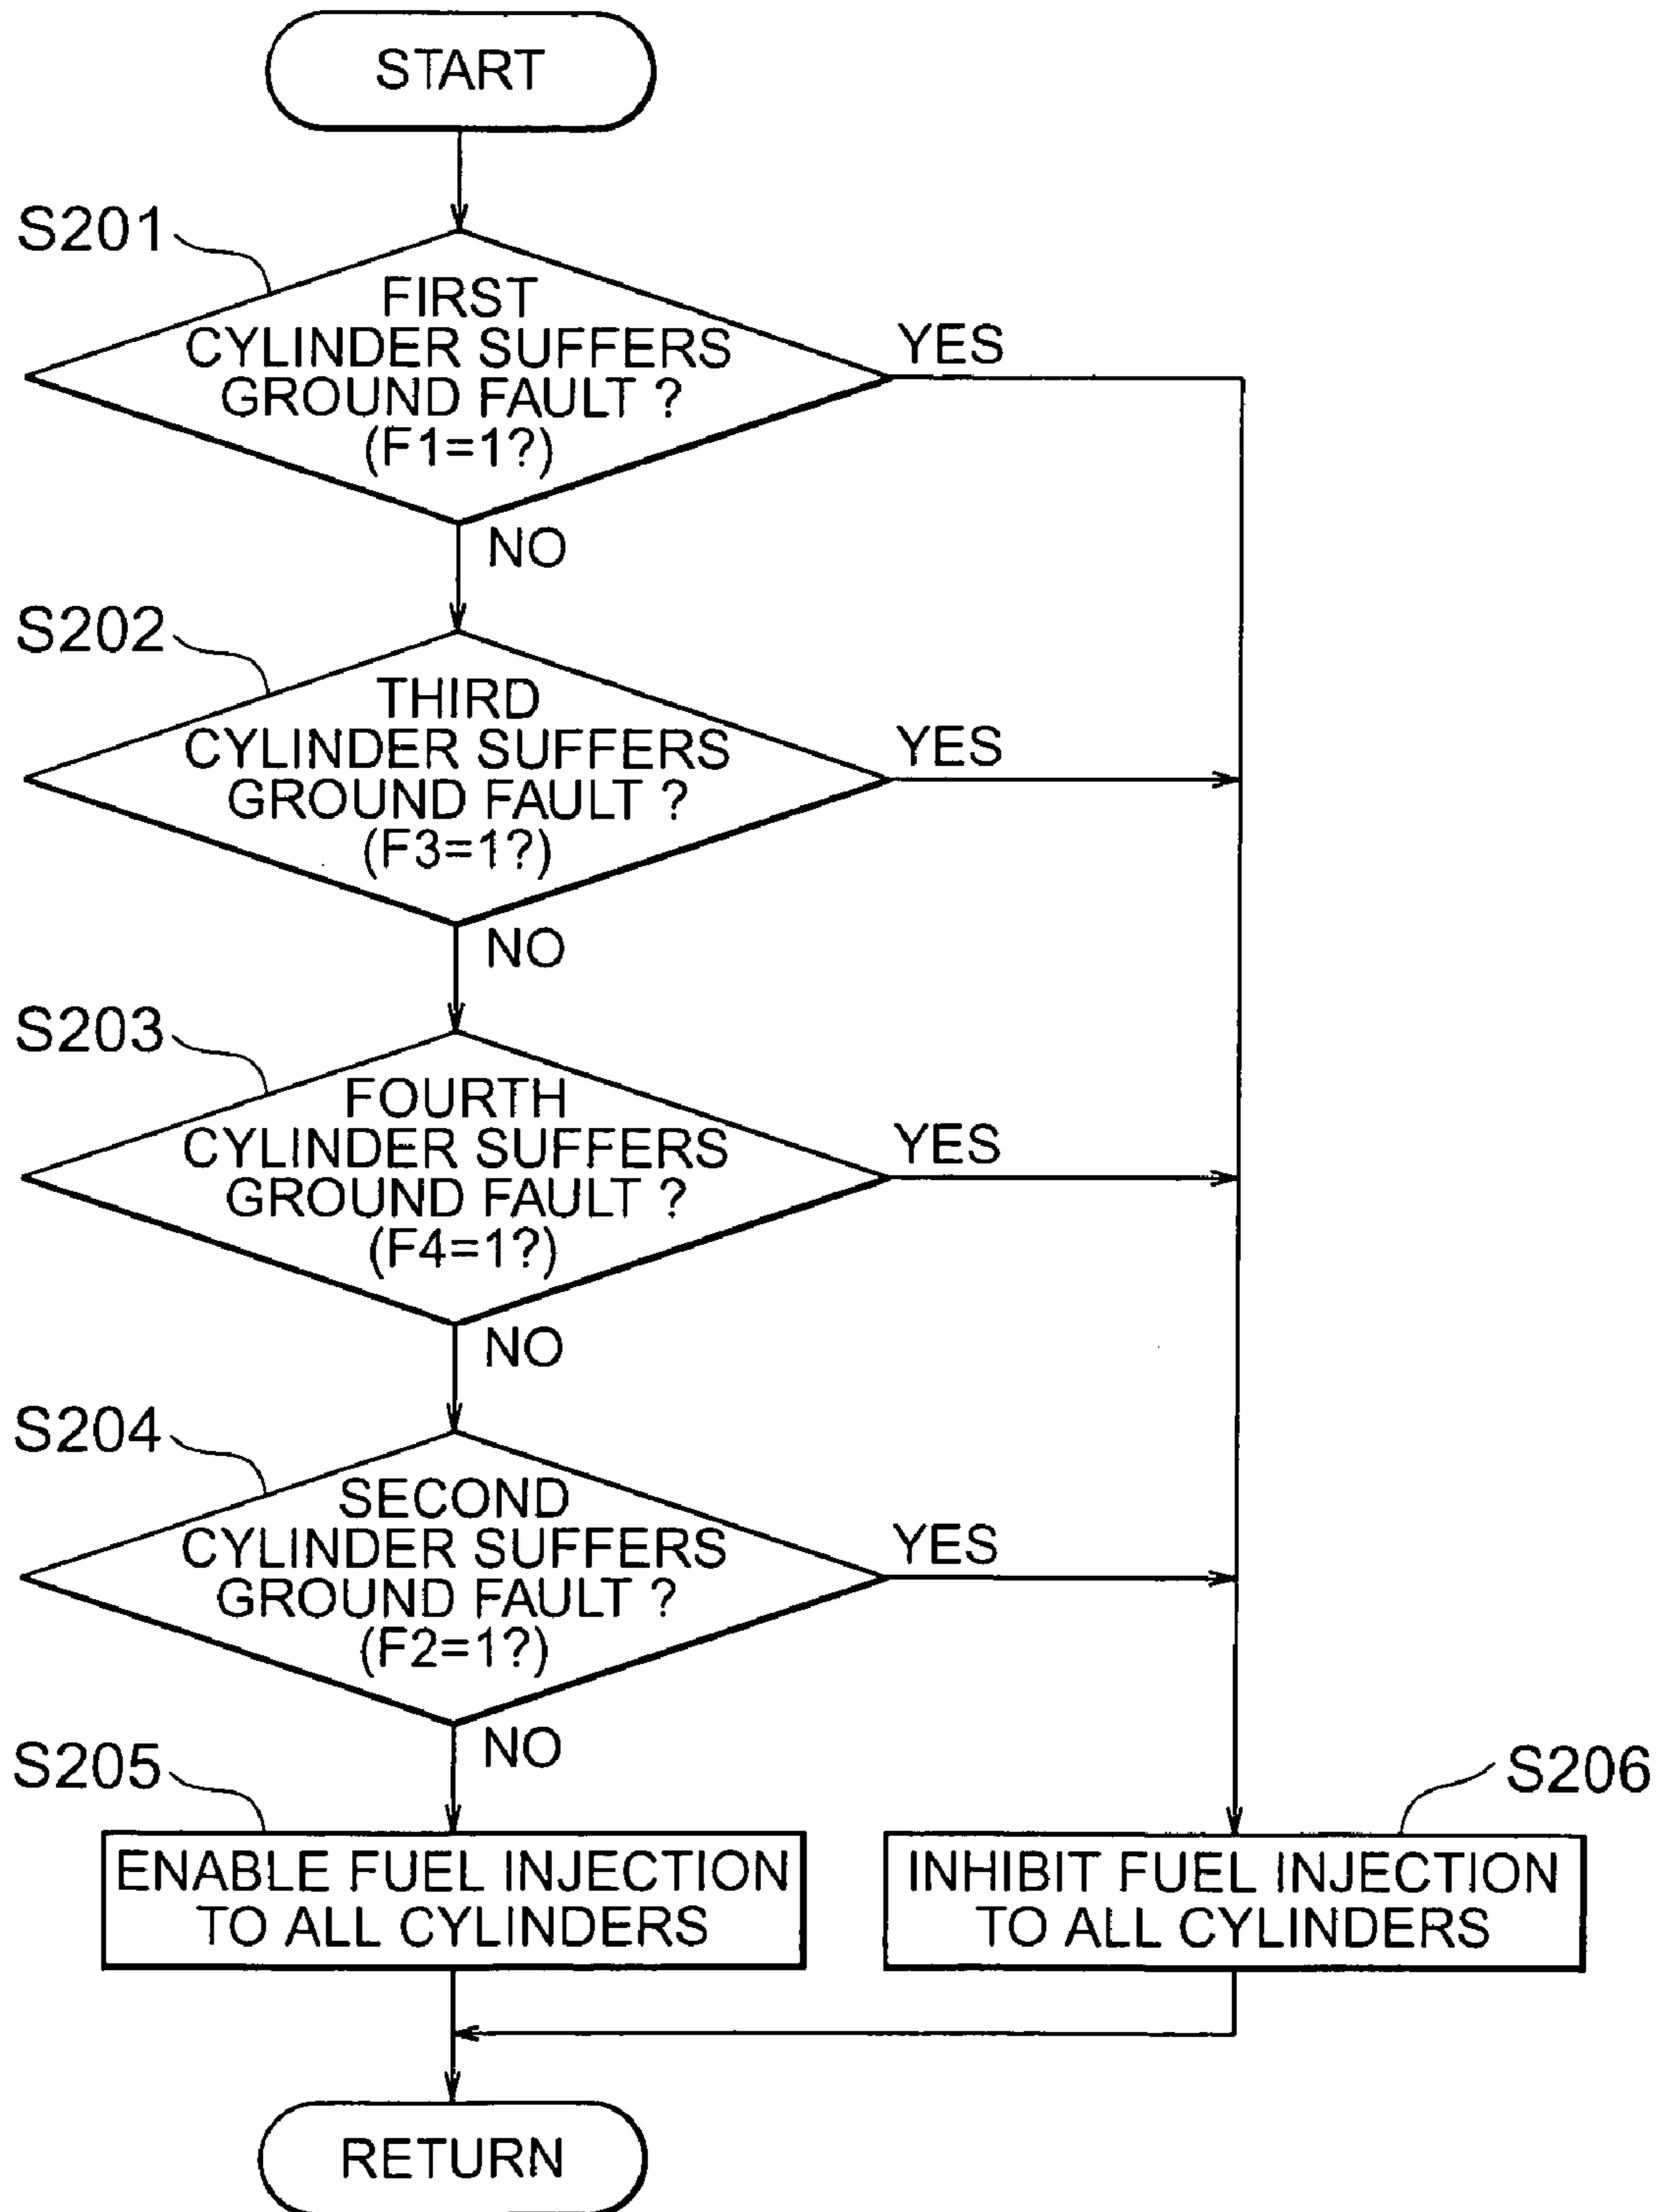 START
S201
FIRST
CYLINDER SUFFERS
GROUND FAULT ?
(F1=1?)
YES
NO
S202
THIRD
CYLINDER SUFFERS
GROUND FAULT ?
(F3=1?)
YES
NO
S203
FOURTH
CYLINDER SUFFERS
GROUND FAULT ?
(F4=1?)
YES
NO
S204
SECOND
CYLINDER SUFFERS
GROUND FAULT ?
(F2=1?)
YES
NO
S205
ENABLE FUEL INJECTION
TO ALL CYLINDERS
S206
INHIBIT FUEL INJECTION
TO ALL CYLINDERS
RETURN